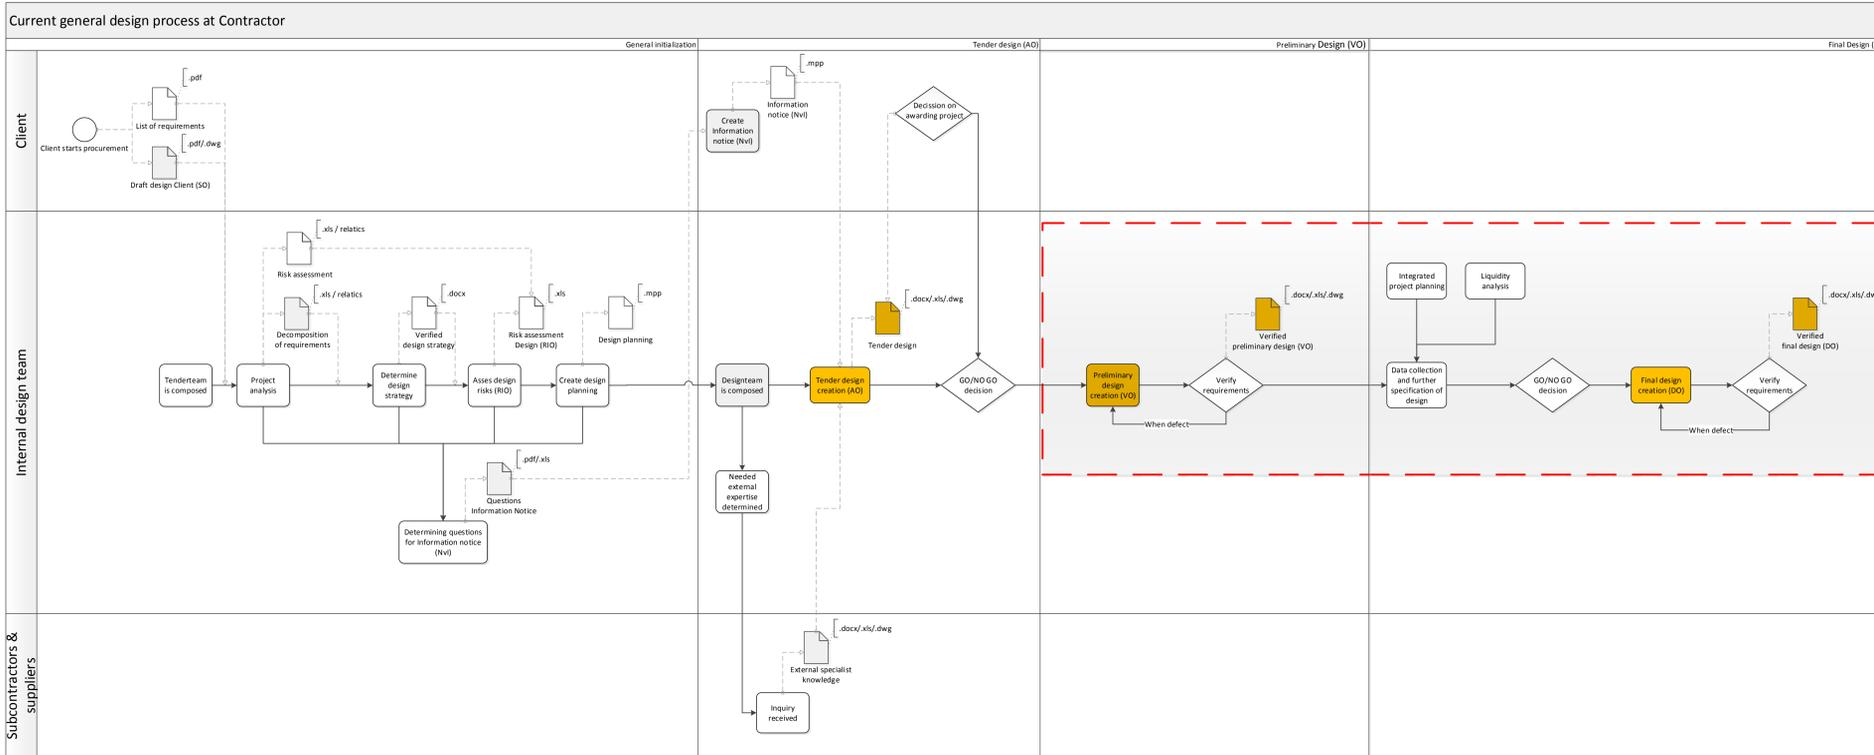 Current general design process at Contractor
General initialization
Tender design (AO)
Preliminary Design (VO)
Final Design (
Client
.pdf
List of requirements
Client starts procurement
.pdf/.dwg
Draft design Client (SO)
.mpp
Information
notice (NvI)
Create
Information
notice (NvI)
Decission on
awarding project
Internal design team
.xls / relatics
Risk assessment
.xls / relatics
Decomposition
of requirements
.docx
Verified
design strategy
.xls
Risk assessment
Design (RIO)
.mpp
Design planning
Tenderteam
is composed
Project
analysis
Determine
design
strategy
Asses design
risks (RIO)
Create design
planning
.pdf/.xls
Questions
Information Notice
Determining questions
for Information notice
(NvI)
Designteam
is composed
Needed
external
expertise
determined
Tender design
creation (AO)
.docx/.xls/.dwg
Tender design
GO/NO GO
decision
Preliminary
design
creation (VO)
.docx/.xls/.dwg
Verified
preliminary design (VO)
Verify
requirements
When defect
Integrated
project planning
Liquidity
analysis
Data collection
and further
specification of
design
GO/NO GO
decision
Final design
creation (DO)
.docx/.xls/.dw
Verified
final design (DO)
Verify
requirements
When defect
Subcontractors &
suppliers
.docx/.xls/.dwg
External specialist
knowledge
Inquiry
received